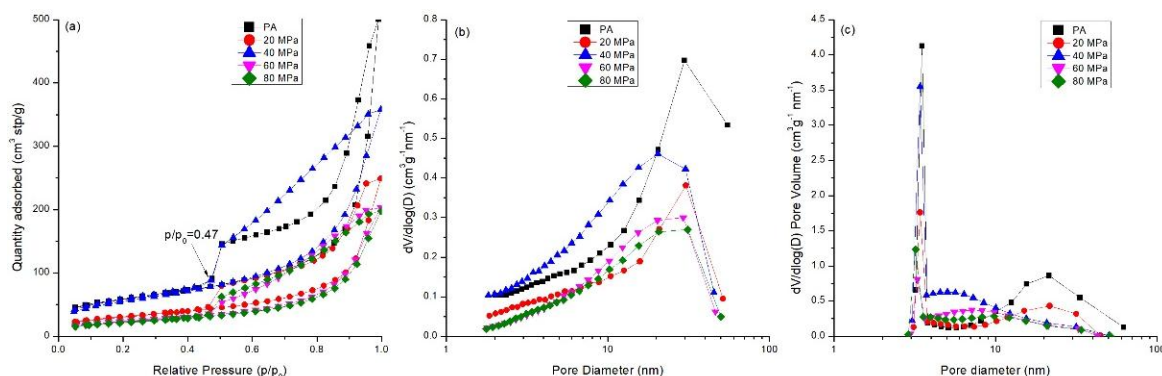 (a)
PA
20 MPa
40 MPa
60 MPa
80 MPa
p/p0=0.47
Quantity adsorbed (cm3 stp/g)
500
400
300
200
100
0
0.0 0.2 0.4 0.6 0.8 1.0
Relative Pressure (p/p0)
(b)
PA
20 MPa
40 MPa
60 MPa
80 MPa
dV/dlog(D) (cm3g-1 nm-1)
0.8
0.7
0.6
0.5
0.4
0.3
0.2
0.1
0.0
1 10 100
Pore Diameter (nm)
(c)
PA
20 MPa
40 MPa
60 MPa
80 MPa
dV/dlog(D) Pore Volume (cm3g-1 nm-1)
4.5
4.0
3.5
3.0
2.5
2.0
1.5
1.0
0.5
0.0
1 10 100
Pore diameter (nm)